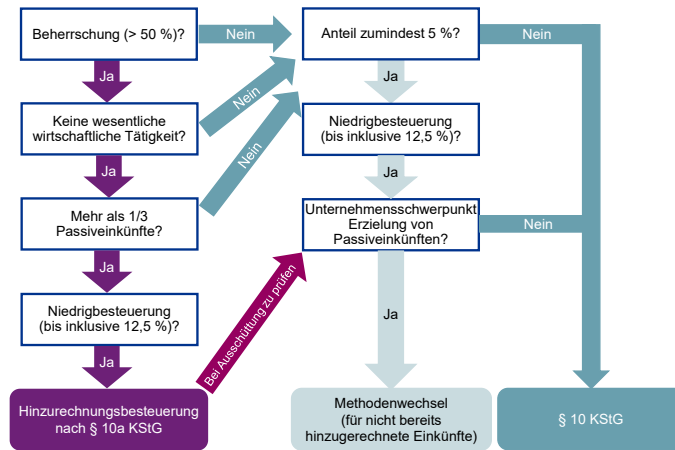 Beherrschung (> 50 %)?
Nein
Anteil zumindest 5 %?
Nein
Ja
Nein
Ja
Keine wesentliche
wirtschaftliche Tätigkeit?
Niedrigbesteuerung
(bis inklusive 12,5 %)?
Nein
Ja
Ja
Mehr als 1/3
Passiveinkünfte?
Unternehmensschwerpunkt
Erzielung von
Passiveinkünften?
Nein
Ja
Bei Ausschüttung zu prüfen
Niedrigbesteuerung
(bis inklusive 12,5 %)?
Ja
Ja
Hinzurechnungsbesteuerung
nach § 10a KStG
Methodenwechsel
(für nicht bereits
hinzugerechnete Einkünfte)
§ 10 KStG